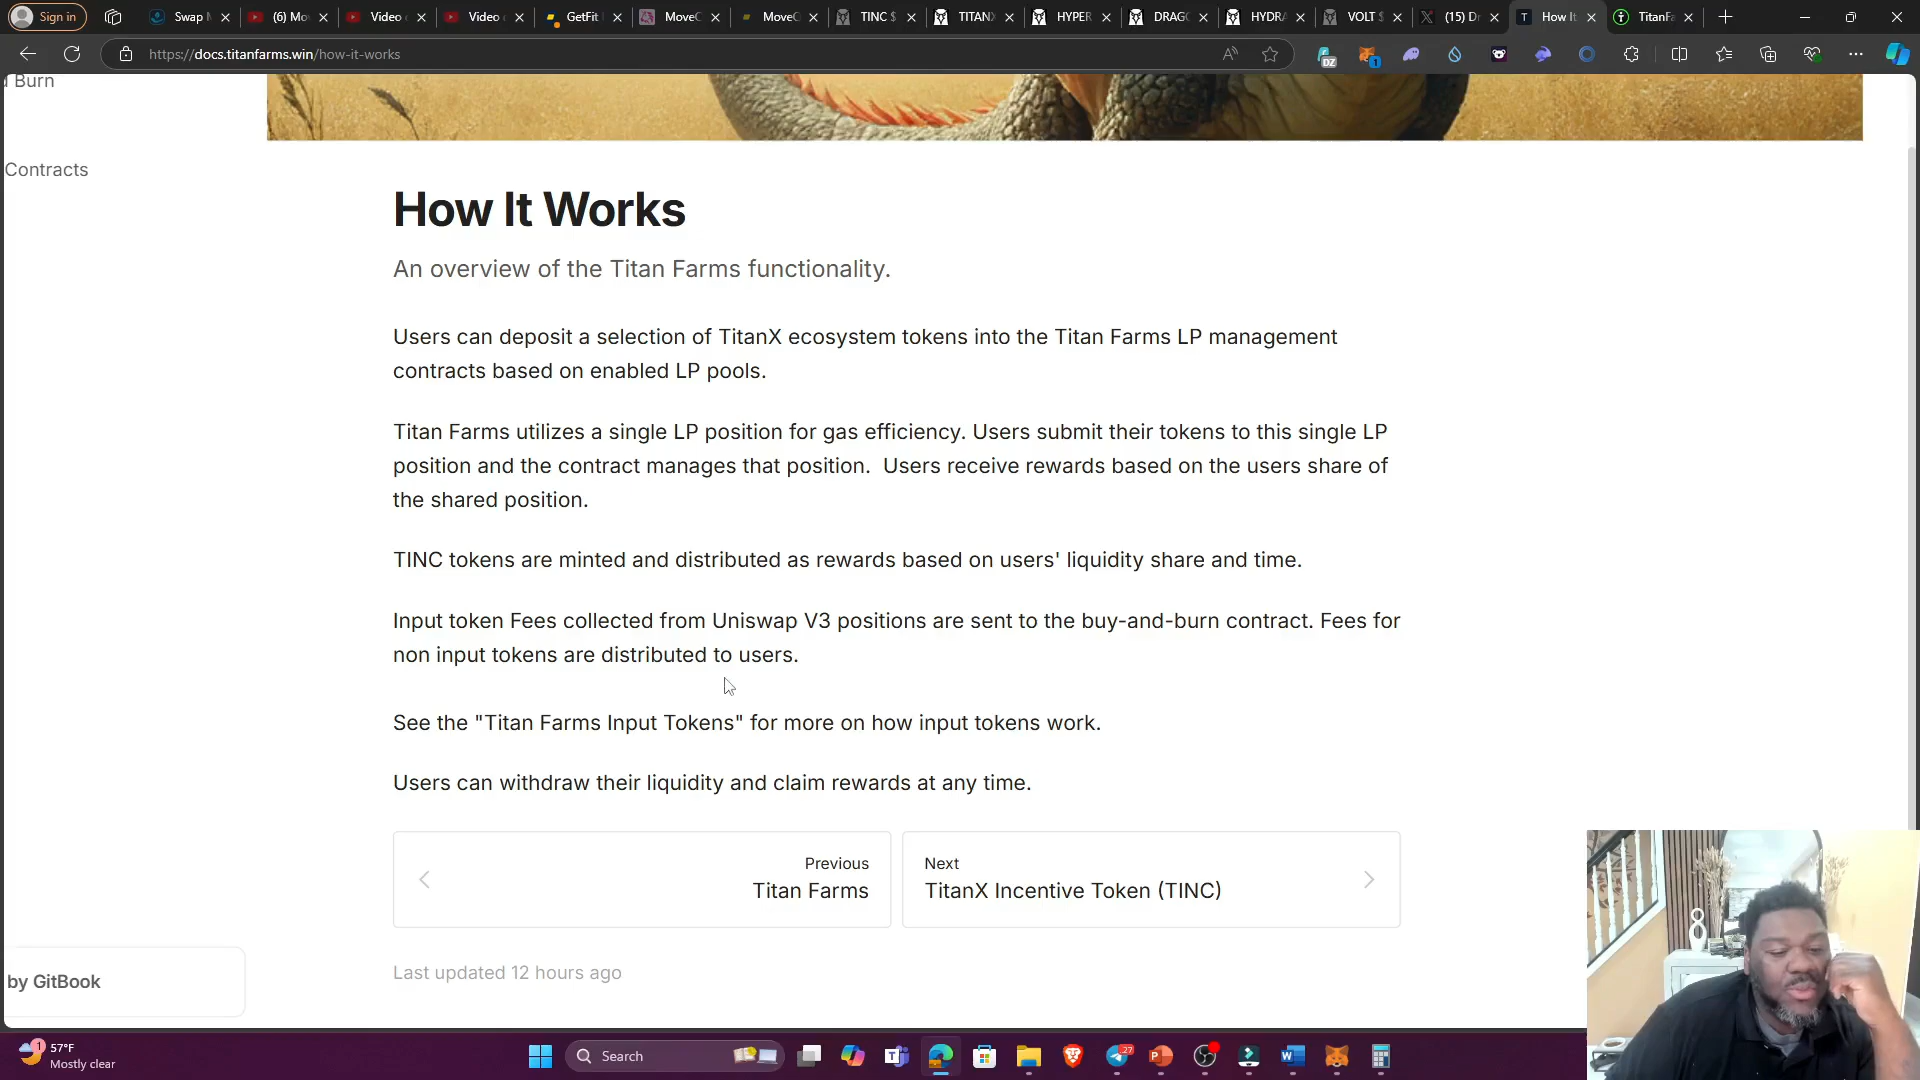 Sign in
Swap
(6) Mo
Video
Video
GetFit
MoveC
MoveC
TINC $
TITANX
HYPER
DRAG
HYDRA
VOLT $
(15) D
How It
TitanFa
https://docs.titanfarms.win/how-it-works
DZ
1
Burn
Contracts
How It Works
An overview of the Titan Farms functionality.
Users can deposit a selection of TitanX ecosystem tokens into the Titan Farms LP management
contracts based on enabled LP pools.
Titan Farms utilizes a single LP position for gas efficiency. Users submit their tokens to this single LP
position and the contract manages that position.  Users receive rewards based on the users share of
the shared position.
TINC tokens are minted and distributed as rewards based on users' liquidity share and time.
Input token Fees collected from Uniswap V3 positions are sent to the buy-and-burn contract. Fees for
non input tokens are distributed to users.
See the "Titan Farms Input Tokens" for more on how input tokens work.
Users can withdraw their liquidity and claim rewards at any time.
Previous
Titan Farms
Next
TitanX Incentive Token (TINC)
Last updated 12 hours ago
by GitBook
1
57°F
Mostly clear
Search
27